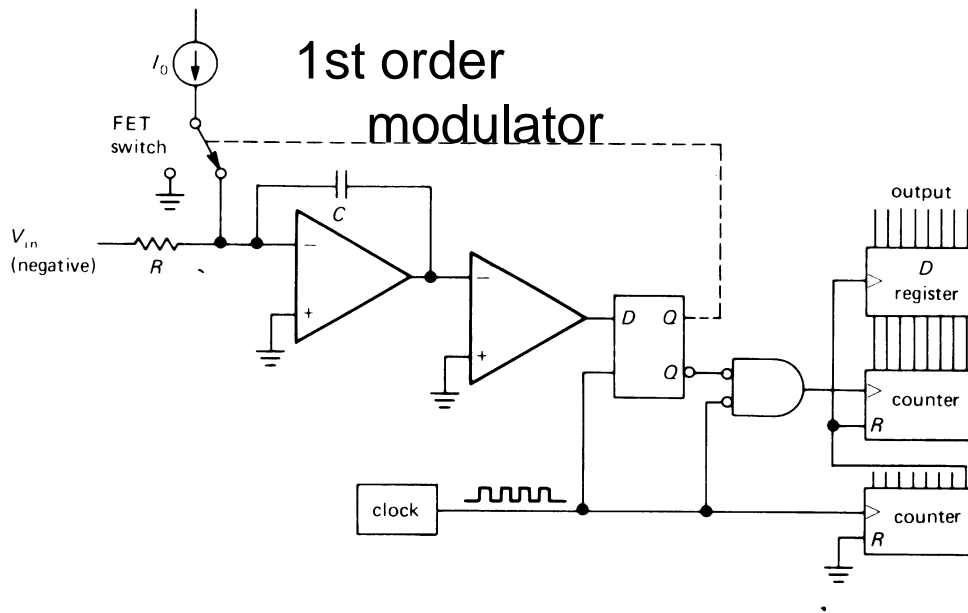 1st order
modulator
I0
FET
switch
output
C
Vin
(negative)
R
−
+
−
+
D Q
Q
D
register
counter
R
clock
counter
R